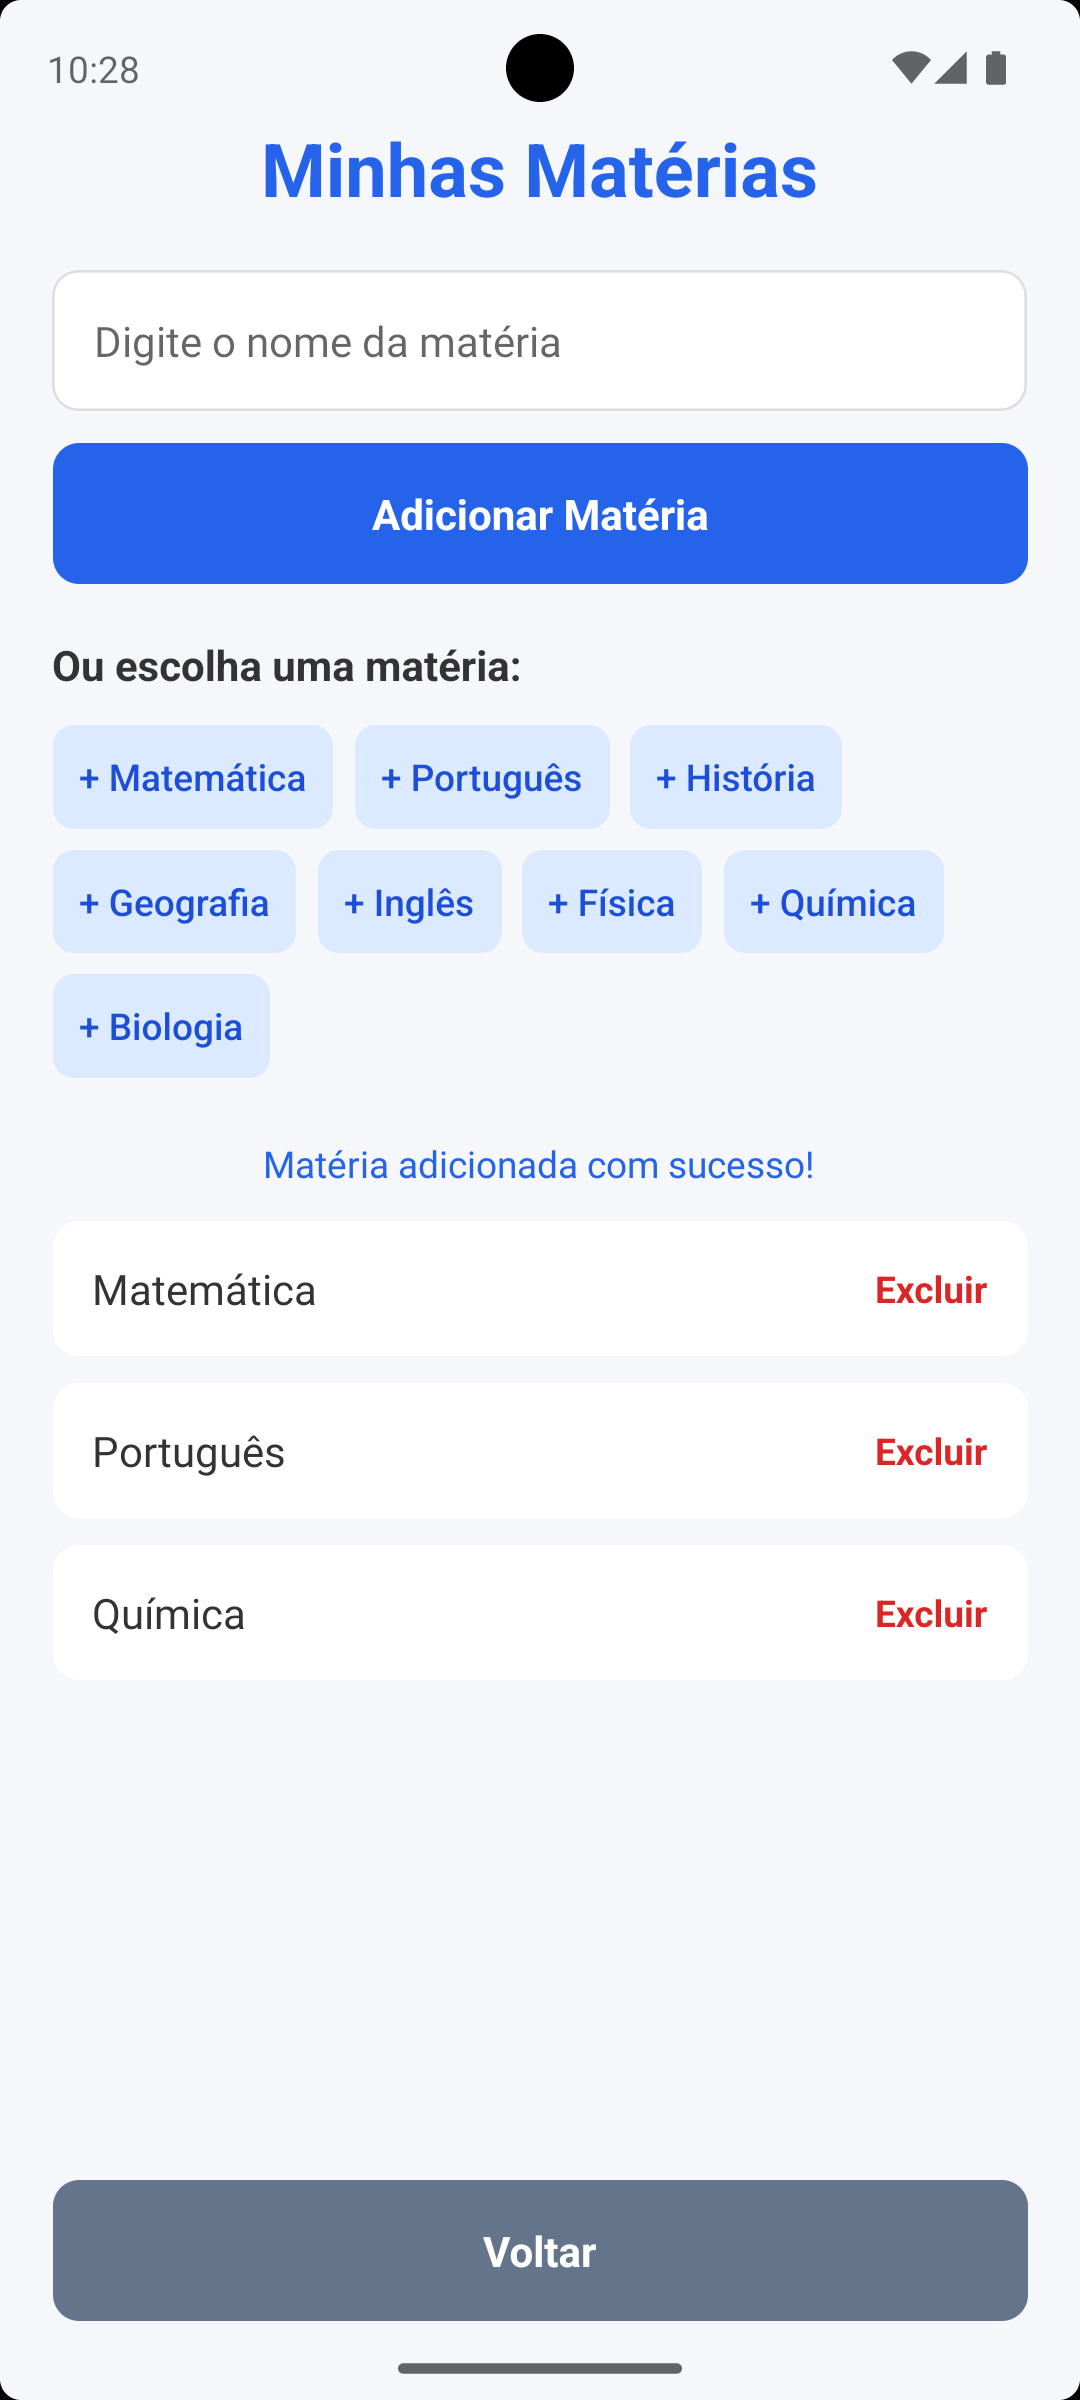 10:28
Minhas Matérias
Digite o nome da matéria
Adicionar Matéria
Ou escolha uma matéria:
+ Matemática + Português + História
+ Geografia + Inglês + Física + Química
+ Biologia
Matéria adicionada com sucesso!
Matemática Excluir
Português Excluir
Química Excluir
Voltar